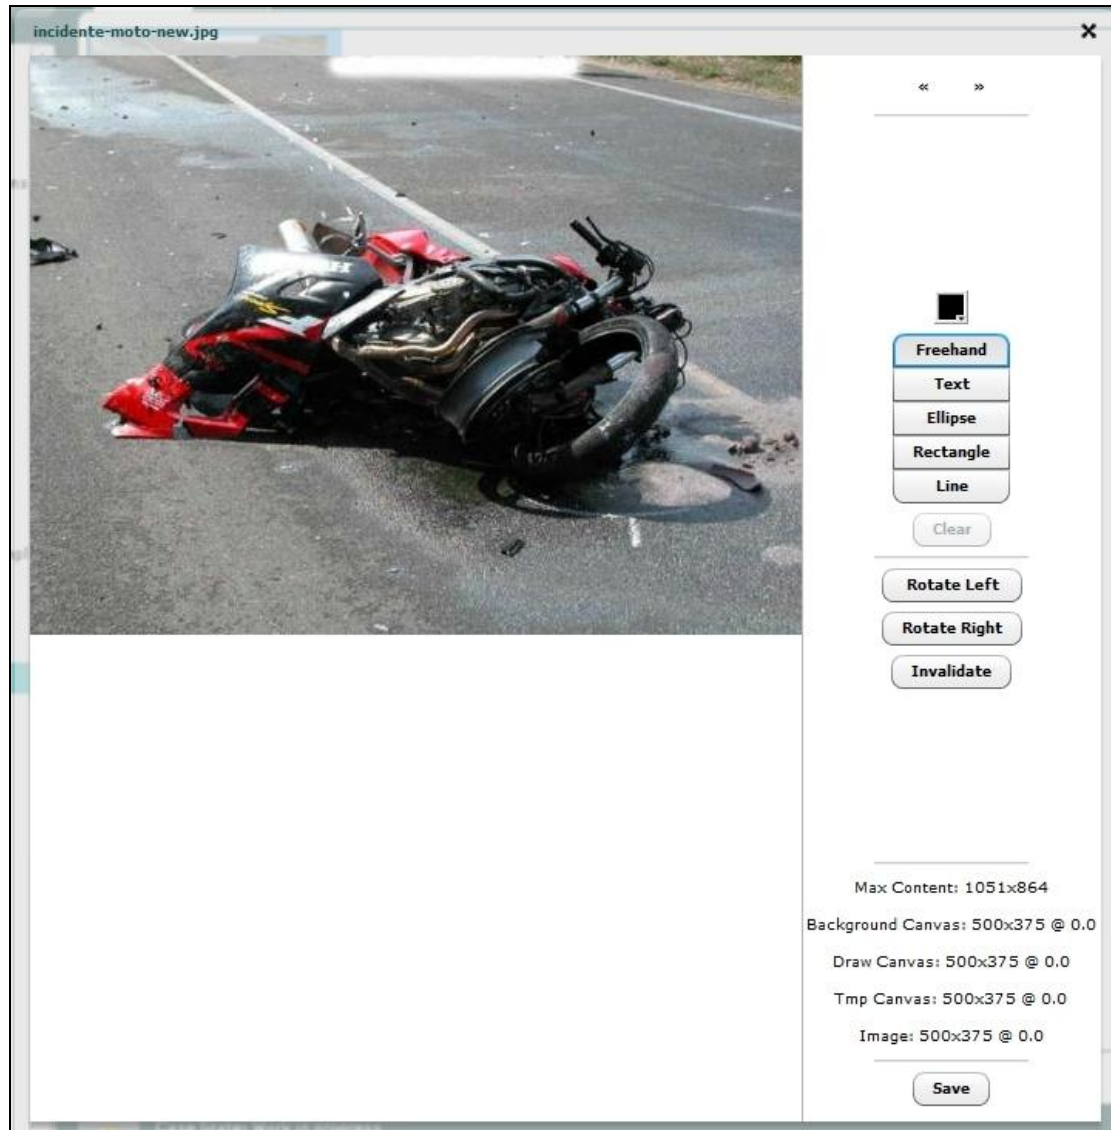 incidente-moto-new.jpg
« »
Freehand
Text
Ellipse
Rectangle
Line
Clear
Rotate Left
Rotate Right
Invalidate
Max Content: 1051x864
Background Canvas: 500x375 @ 0.0
Draw Canvas: 500x375 @ 0.0
Tmp Canvas: 500x375 @ 0.0
Image: 500x375 @ 0.0
Save